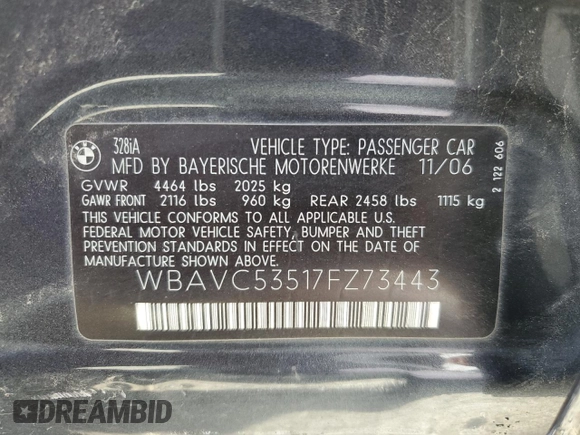 BMW
328iA
VEHICLE TYPE: PASSENGER CAR
MFD BY BAYERISCHE MOTORENWERKE 11/06
GVWR 4464 lbs 2025 kg
GAWR FRONT 2116 lbs 960 kg REAR 2458 lbs 1115 kg
THIS VEHICLE CONFORMS TO ALL APPLICABLE U.S.
FEDERAL MOTOR VEHICLE SAFETY, BUMPER AND THEFT
PREVENTION STANDARDS IN EFFECT ON THE DATE OF
MANUFACTURE SHOWN ABOVE.
WBAVC53517FZ73443
2 122 606
DREAMBID